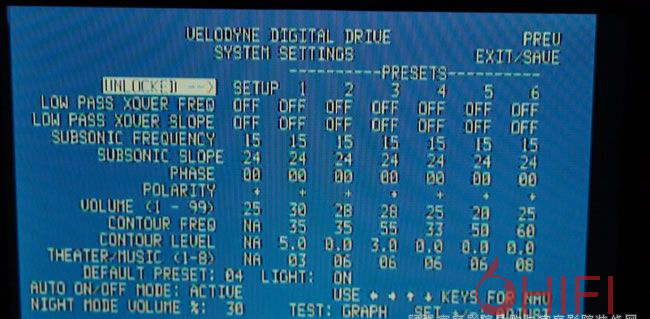 VELODYNE DIGITAL DRIVE PREV
SYSTEM SETTINGS EXIT/SAVE
----------PRESETS----------
UNLOCKED --> SETUP 1 2 3 4 5 6
LOW PASS XOVER FREQ OFF OFF OFF OFF OFF OFF OFF
LOW PASS XOVER SLOPE OFF OFF OFF OFF OFF OFF OFF
SUBSONIC FREQUENCY 15 15 15 15 15 15 15
SUBSONIC SLOPE 24 24 24 24 24 24 24
PHASE 00 00 00 00 00 00 00
POLARITY + + + + + + +
VOLUME (1 - 99) 25 30 28 28 25 20 25
CONTOUR FREQ NA 35 35 55 33 50 60
CONTOUR LEVEL NA 5.0 0.0 3.0 0.0 0.0 0.0
THEATER/MUSIC (1-8) NA 03 06 06 06 06 08
DEFAULT PRESET: 04 LIGHT: ON
AUTO ON/OFF MODE: ACTIVE USE ← → ↑ ↓ KEYS FOR NAV
NIGHT MODE VOLUME %: 30 TEST: GRAPH SET
HIFI